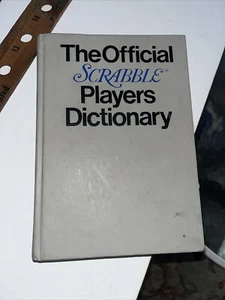 The Official
SCRABBLE®
Players
Dictionary